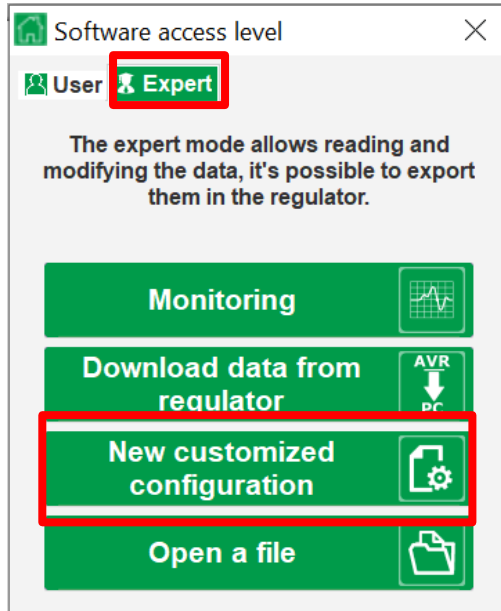 Software access level
User Expert
The expert mode allows reading and
modifying the data, it's possible to export
them in the regulator.
Monitoring
Download data from
regulator
AVR
PC
New customized
configuration
Open a file